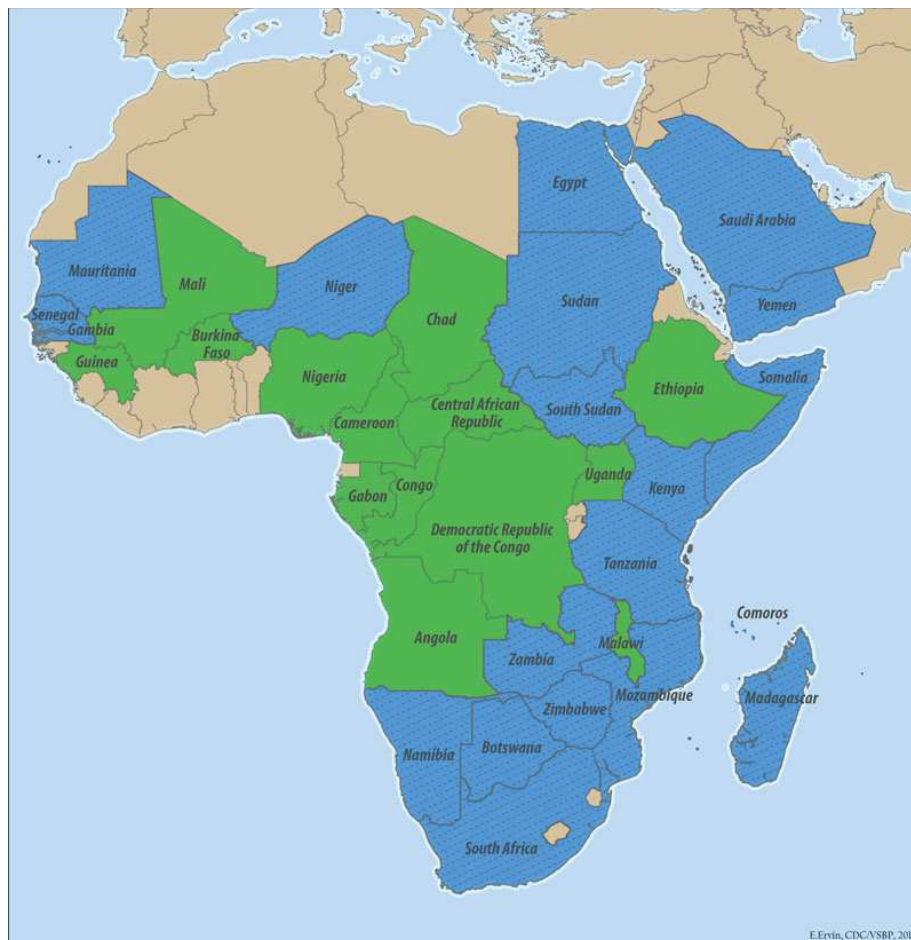 Egypt
Saudi Arabia
Mauritania
Mali
Niger
Sudan
Yemen
Senegal
Gambia
Chad
Burkina
Faso
Guinea
Nigeria
Ethiopia
Somalia
South Sudan
Central African
Republic
Cameroon
Uganda
Kenya
Congo
Gabon
Democratic Republic
of the Congo
Tanzania
Comoros
Angola
Malawi
Zambia
Mozambique
Madagascar
Zimbabwe
Namibia
Botswana
South Africa
E.Ervin, CDC/VSBP, 201